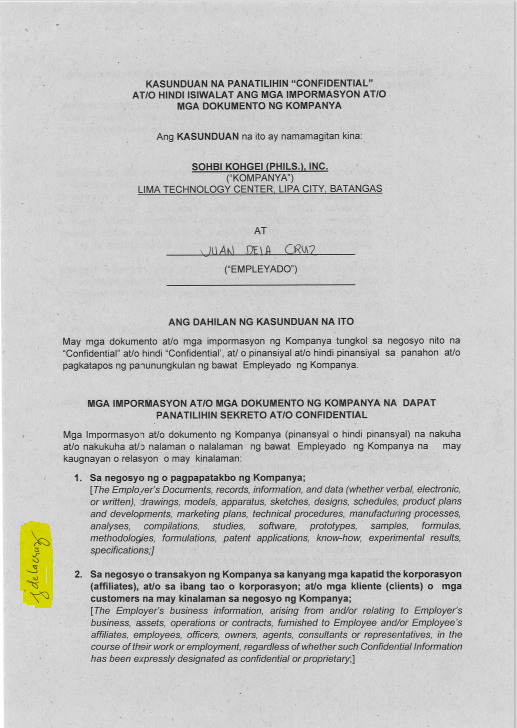 KASUNDUAN NA PANATILIHIN “CONFIDENTIAL”
AT/O HINDI ISIWALAT ANG MGA IMPORMASYON AT/O
MGA DOKUMENTO NG KOMPANYA
Ang KASUNDUAN na ito ay namamagitan kina:
SOHBI KOHGEI (PHILS.), INC.
(“KOMPANYA”)
LIMA TECHNOLOGY CENTER, LIPA CITY, BATANGAS
AT
JUAN DELA CRUZ
(“EMPLEYADO”)
ANG DAHILAN NG KASUNDUAN NA ITO
May mga dokumento at/o mga impormasyon ng Kompanya tungkol sa negosyo nito na
“Confidential” at/o hindi “Confidential’, at/ o pinansiyal at/o hindi pinansiyal sa panahon at/o
pagkatapos ng panunungkulan ng bawat Empleyado ng Kompanya.
MGA IMPORMASYON AT/O MGA DOKUMENTO NG KOMPANYA NA DAPAT
PANATILIHIN SEKRETO AT/O CONFIDENTIAL
Mga Impormasyon at/o dokumento ng Kompanya (pinansyal o hindi pinansyal) na nakuha
at/o nakukuha at/o nalaman o nalalaman ng bawat Empleyado ng Kompanya na may
kaugnayan o relasyon o may kinalaman:
1. Sa negosyo ng o pagpapatakbo ng Kompanya;
[The Employer's Documents, records, information, and data (whether verbal, electronic,
or written), drawings, models, apparatus, sketches, designs, schedules, product plans
and developments, marketing plans, technical procedures, manufacturing processes,
analyses, compilations, studies, software, prototypes, samples, formulas,
methodologies, formulations, patent applications, know-how, experimental results,
specifications;]
jdelacruz
2. Sa negosyo o transakyon ng Kompanya sa kanyang mga kapatid the korporasyon
(affiliates), at/o sa ibang tao o korporasyon; at/o mga kliente (clients) o mga
customers na may kinalaman sa negosyo ng Kompanya;
[The Employer's business information, arising from and/or relating to Employer's
business, assets, operations or contracts, furnished to Employee and/or Employee's
affiliates, employees, officers, owners, agents, consultants or representatives, in the
course of their work or employment, regardless of whether such Confidential Information
has been expressly designated as confidential or proprietary;]